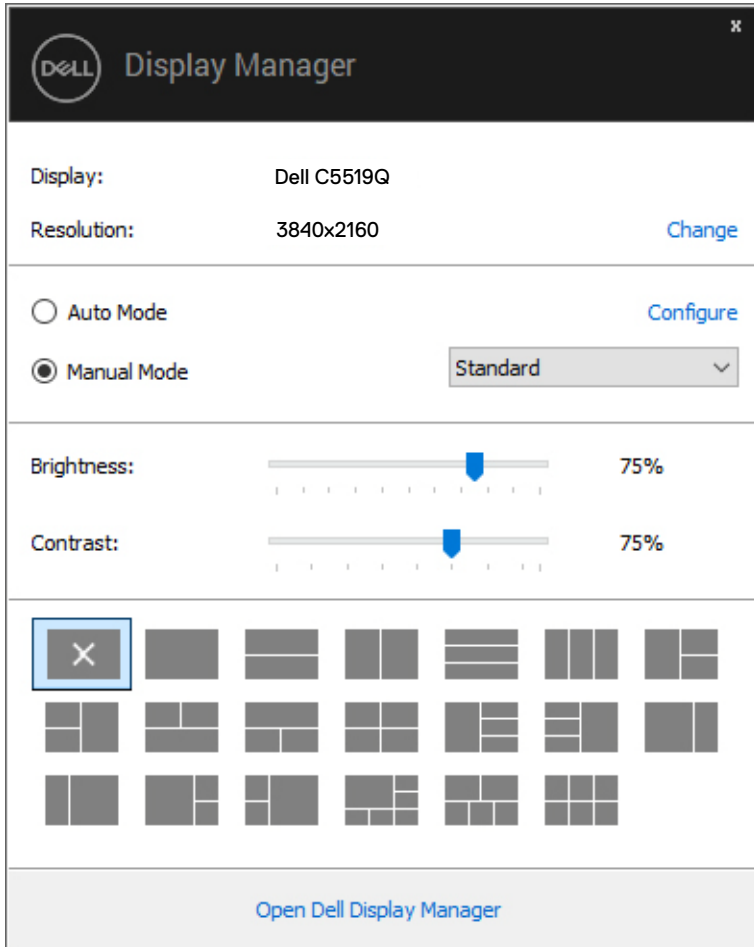 x
DELL Display Manager
Display: Dell C5519Q
Resolution: 3840x2160 Change
Auto Mode Configure
Manual Mode Standard
Brightness: 75%
Contrast: 75%
Open Dell Display Manager